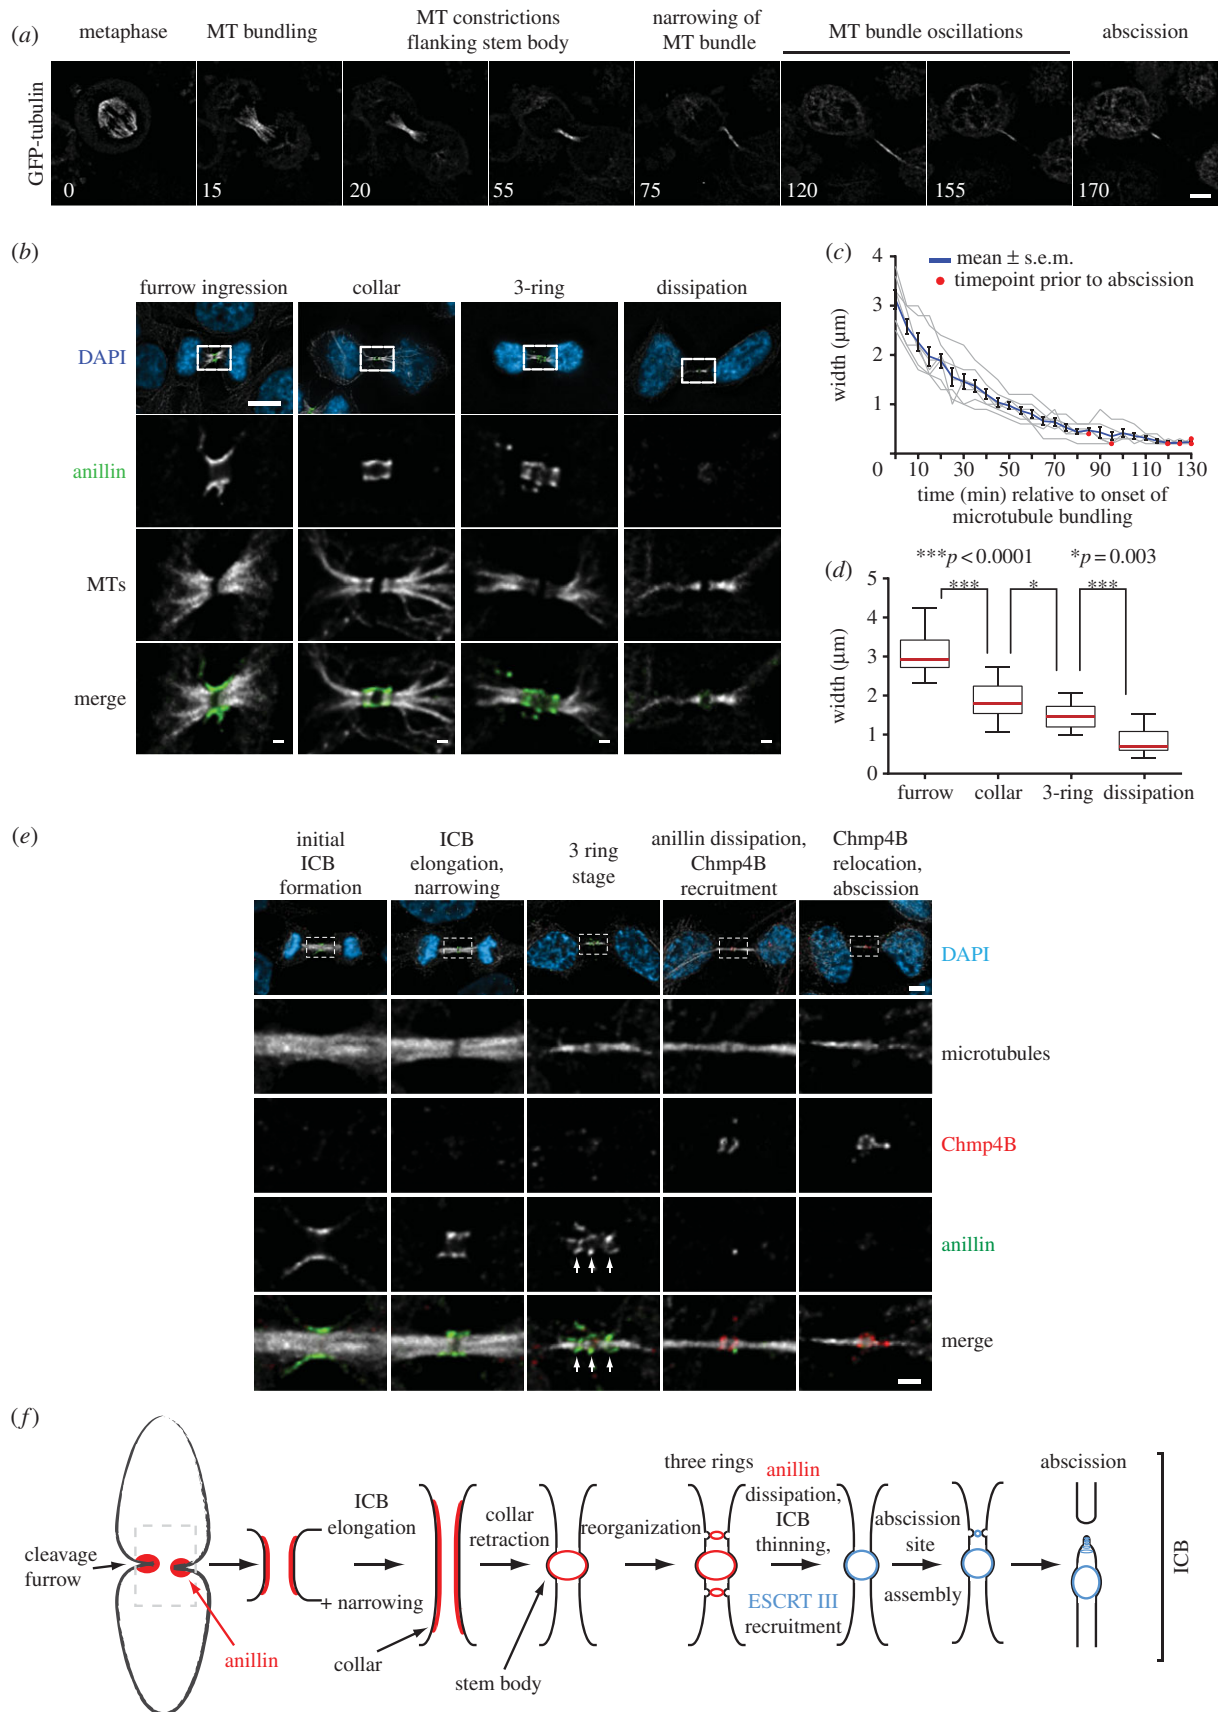 (a)
metaphase
MT bundling
MT constrictions
flanking stem body
narrowing of
MT bundle
MT bundle oscillations
abscission
GFP-tubulin
0
15
20
55
75
120
155
170
(b)
furrow ingression
collar
3-ring
dissipation
DAPI
anillin
MTs
merge
(c)
4
3
2
1
0
width (μm)
mean ± s.e.m.
timepoint prior to abscission
10 30 50 70 90 110 130
time (min) relative to onset of
microtubule bundling
(d)
***p < 0.0001
*p = 0.003
***
*
***
5
4
3
2
1
0
width (μm)
furrow
collar
3-ring
dissipation
(e)
initial
ICB
formation
ICB
elongation,
narrowing
3 ring
stage
anillin dissipation,
Chmp4B
recruitment
Chmp4B
relocation,
abscission
DAPI
microtubules
Chmp4B
anillin
merge
(f)
cleavage
furrow
anillin
ICB
elongation
+ narrowing
collar
collar
retraction
stem body
reorganization
three rings
anillin
dissipation,
ICB
thinning,
ESCRT III
recruitment
abscission
site
assembly
abscission
ICB